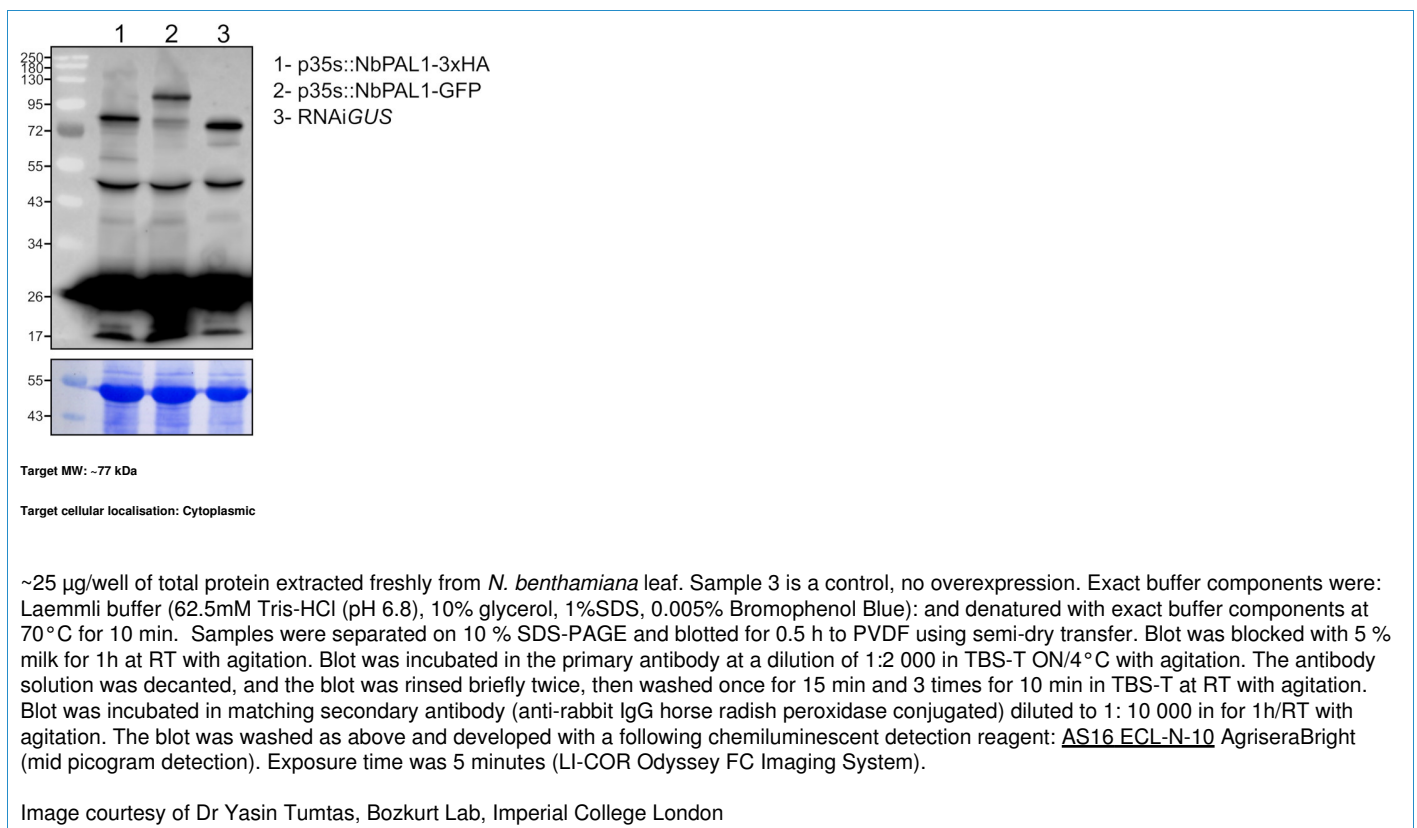 1 2 3
250
180
130
95
72
55
43
34
26
17
1- p35s::NbPAL1-3xHA
2- p35s::NbPAL1-GFP
3- RNAiGUS
55
43
Target MW: ~77 kDa
Target cellular localisation: Cytoplasmic
~25 µg/well of total protein extracted freshly from N. benthamiana leaf. Sample 3 is a control, no overexpression. Exact buffer components were:
Laemmli buffer (62.5mM Tris-HCl (pH 6.8), 10% glycerol, 1%SDS, 0.005% Bromophenol Blue): and denatured with exact buffer components at
70°C for 10 min. Samples were separated on 10 % SDS-PAGE and blotted for 0.5 h to PVDF using semi-dry transfer. Blot was blocked with 5 %
milk for 1h at RT with agitation. Blot was incubated in the primary antibody at a dilution of 1:2 000 in TBS-T ON/4°C with agitation. The antibody
solution was decanted, and the blot was rinsed briefly twice, then washed once for 15 min and 3 times for 10 min in TBS-T at RT with agitation.
Blot was incubated in matching secondary antibody (anti-rabbit IgG horse radish peroxidase conjugated) diluted to 1: 10 000 in for 1h/RT with
agitation. The blot was washed as above and developed with a following chemiluminescent detection reagent: AS16 ECL-N-10 AgriseraBright
(mid picogram detection). Exposure time was 5 minutes (LI-COR Odyssey FC Imaging System).
Image courtesy of Dr Yasin Tumtas, Bozkurt Lab, Imperial College London